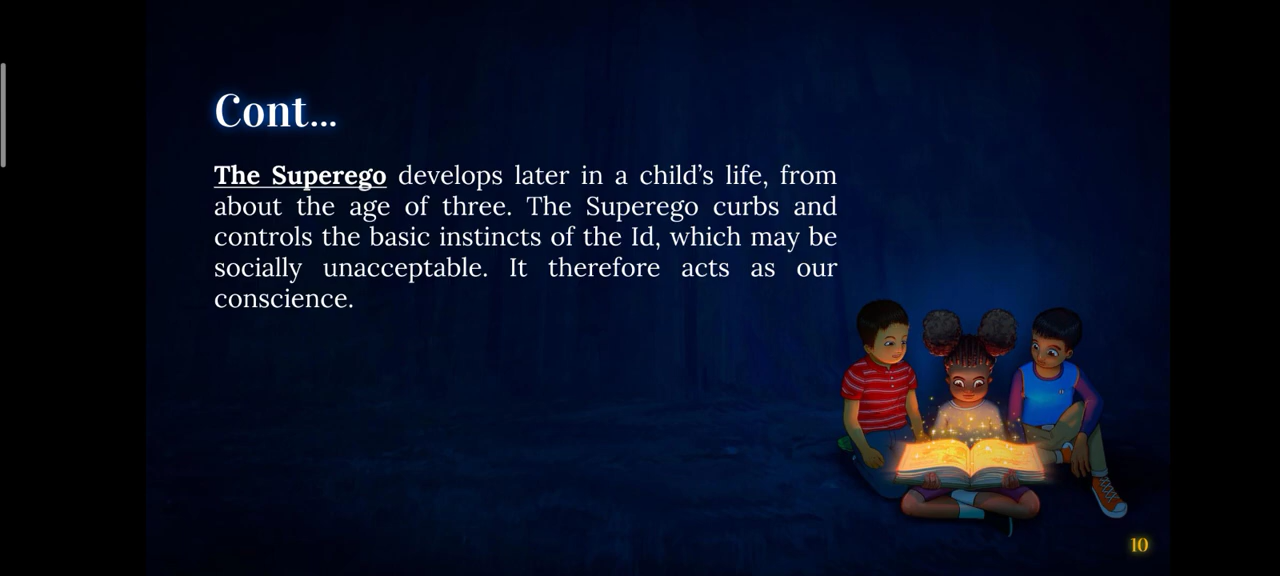 Cont...
The Superego develops later in a child’s life, from
about the age of three. The Superego curbs and
controls the basic instincts of the Id, which may be
socially unacceptable. It therefore acts as our
conscience.
10